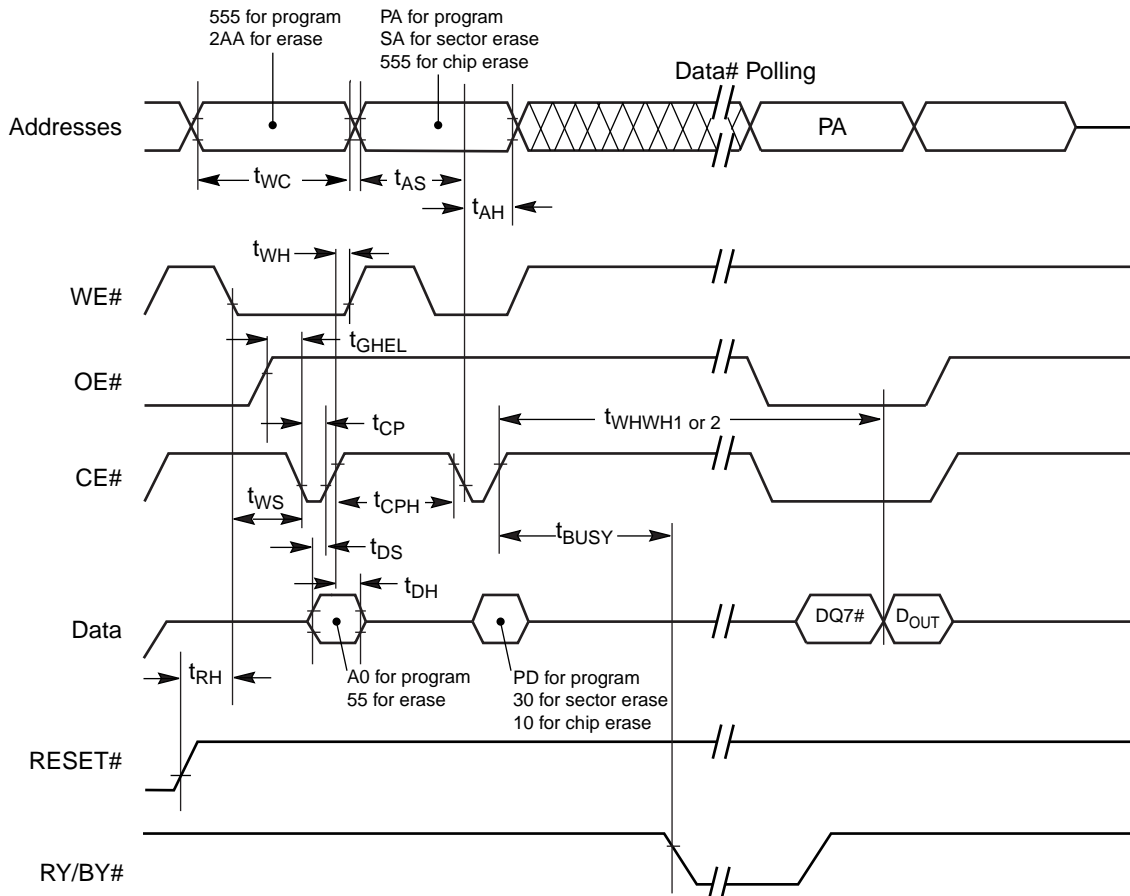 555 for program
2AA for erase
PA for program
SA for sector erase
555 for chip erase
Data# Polling
Addresses
PA
tWC
tAS
tAH
tWH
WE#
tGHEL
OE#
tWHWH1 or 2
tCP
CE#
tWS
tCPH
tBUSY
tDS
tDH
Data
DQ7#
DOUT
tRH
A0 for program
55 for erase
PD for program
30 for sector erase
10 for chip erase
RESET#
RY/BY#